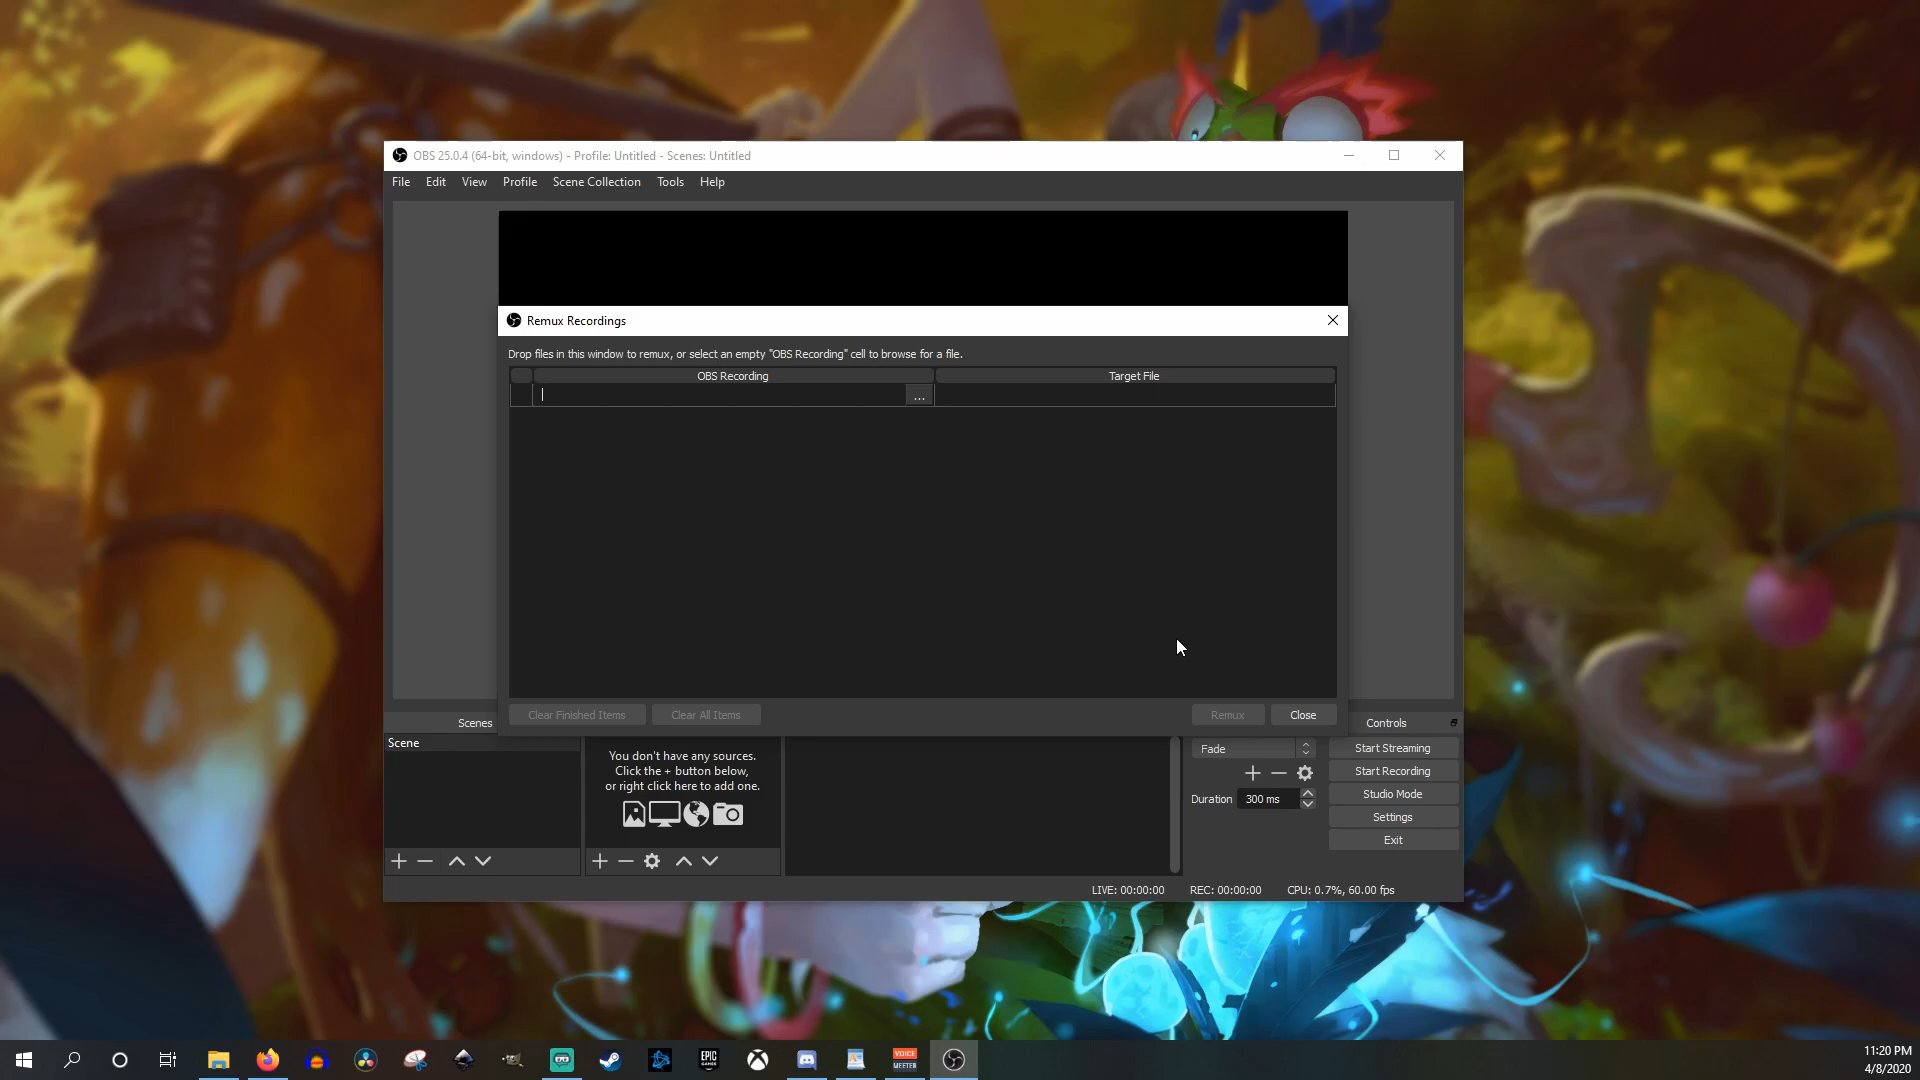 OBS 25.0.4 (64-bit, windows) - Profile: Untitled - Scenes: Untitled
File Edit View Profile Scene Collection Tools Help
Remux Recordings
Drop files in this window to remux, or select an empty "OBS Recording" cell to browse for a file.
OBS Recording Target File
...
Clear Finished Items Clear All Items Remux Close
Scenes Controls
Scene
You don't have any sources.
Click the + button below,
or right click here to add one.
Fade
Duration 300 ms
Start Streaming
Start Recording
Studio Mode
Settings
Exit
LIVE: 00:00:00 REC: 00:00:00 CPU: 0.7%, 60.00 fps
EPIC
GAMES
VOICE
MEETER
11:20 PM
4/8/2020